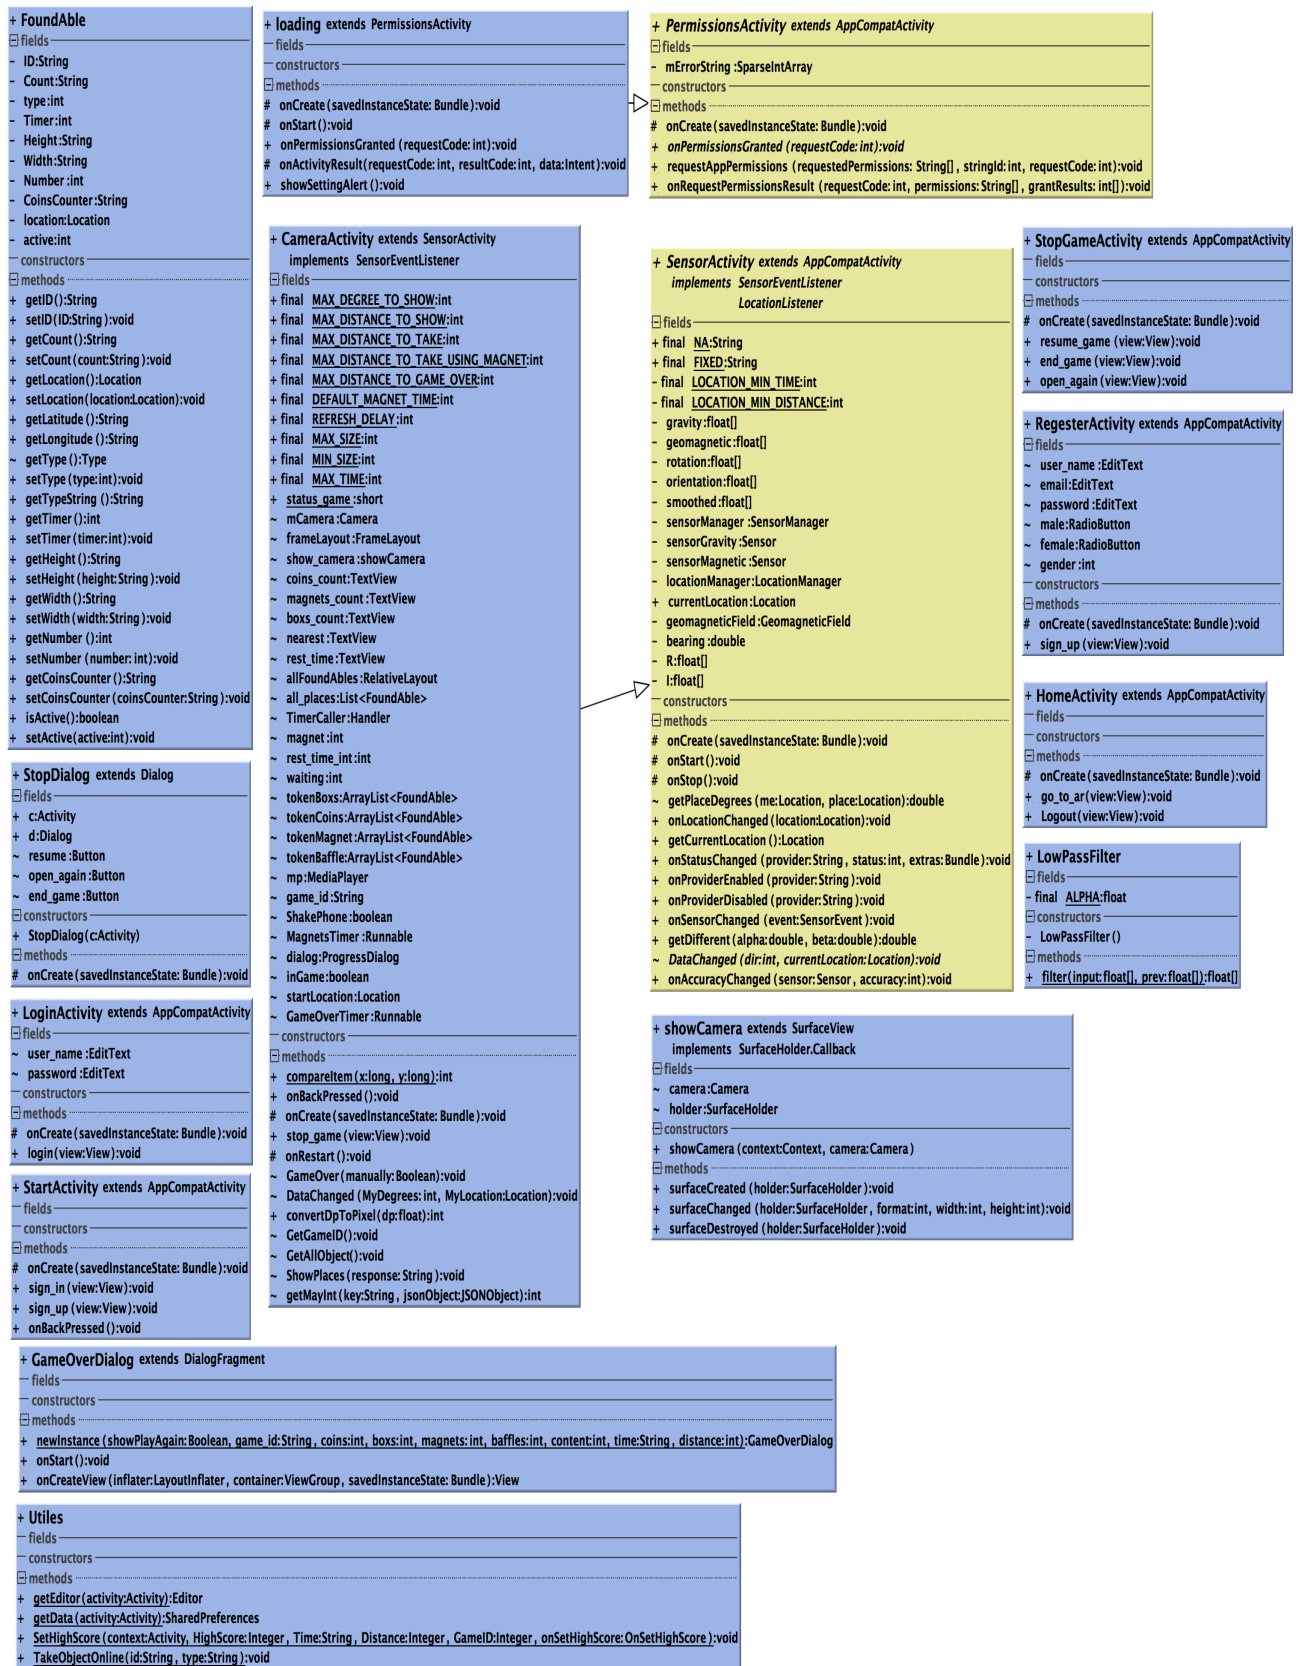 + FoundAble
fields
- ID:String
- Count:String
- type:int
- Timer:int
- Height:String
- Width:String
- Number:int
- CoinsCounter:String
- location:Location
- active:int
constructors
methods
+ getID():String
+ setID(ID:String):void
+ getCount():String
+ setCount(count:String):void
+ getLocation():Location
+ setLocation(location:Location):void
+ getLatitude():String
+ getLongitude():String
~ getType():Type
+ setType(type:int):void
+ getTypeString():String
+ getTimer():int
+ setTimer(timer:int):void
+ getHeight():String
+ setHeight(height:String):void
+ getWidth():String
+ setWidth(width:String):void
+ getNumber():int
+ setNumber(number:int):void
+ getCoinsCounter():String
+ setCoinsCounter(coinsCounter:String):void
+ isActive():boolean
+ setActive(active:int):void
+ StopDialog extends Dialog
fields
+ c:Activity
+ d:Dialog
~ resume:Button
~ open_again:Button
~ end_game:Button
constructors
+ StopDialog(c:Activity)
methods
# onCreate(savedInstanceState:Bundle):void
+ LoginActivity extends AppCompatActivity
fields
~ user_name:EditText
~ password:EditText
constructors
methods
# onCreate(savedInstanceState:Bundle):void
+ login(view:View):void
+ StartActivity extends AppCompatActivity
fields
constructors
methods
# onCreate(savedInstanceState:Bundle):void
+ sign_in(view:View):void
+ sign_up(view:View):void
+ onBackPressed():void
+ loading extends PermissionsActivity
fields
constructors
methods
# onCreate(savedInstanceState:Bundle):void
# onStart():void
+ onPermissionsGranted(requestCode:int):void
# onActivityResult(requestCode:int, resultCode:int, data:Intent):void
+ showSettingAlert():void
+ CameraActivity extends SensorActivity
implements SensorEventListener
fields
+ final MAX_DEGREE_TO_SHOW:int
+ final MAX_DISTANCE_TO_SHOW:int
+ final MAX_DISTANCE_TO_TAKE:int
+ final MAX_DISTANCE_TO_TAKE_USING_MAGNET:int
+ final MAX_DISTANCE_TO_GAME_OVER:int
+ final DEFAULT_MAGNET_TIME:int
+ final REFRESH_DELAY:int
+ final MAX_SIZE:int
+ final MIN_SIZE:int
+ final MAX_TIME:int
+ status_game:short
~ mCamera:Camera
~ frameLayout:FrameLayout
~ show_camera:showCamera
~ coins_count:TextView
~ magnets_count:TextView
~ boxs_count:TextView
~ nearest:TextView
~ rest_time:TextView
~ allFoundAbles:RelativeLayout
~ all_places:List<FoundAble>
~ TimerCaller:Handler
~ magnet:int
~ rest_time_int:int
~ waiting:int
~ tokenBoxs:ArrayList<FoundAble>
~ tokenCoins:ArrayList<FoundAble>
~ tokenMagnet:ArrayList<FoundAble>
~ tokenBaffle:ArrayList<FoundAble>
~ mp:MediaPlayer
~ game_id:String
~ ShakePhone:boolean
~ MagnetsTimer:Runnable
~ dialog:ProgressDialog
~ inGame:boolean
~ startLocation:Location
~ GameOverTimer:Runnable
constructors
methods
+ compareItem(x:long, y:long):int
+ onBackPressed():void
# onCreate(savedInstanceState:Bundle):void
+ stop_game(view:View):void
# onRestart():void
~ GameOver(manually:Boolean):void
~ DataChanged(MyDegrees:int, MyLocation:Location):void
+ convertDpToPixel(dp:float):int
~ GetGameID():void
~ GetAllObject():void
~ ShowPlaces(response:String):void
~ getMayInt(key:String, jsonObject:JSONObject):int
+ PermissionsActivity extends AppCompatActivity
fields
- mErrorString:SparseIntArray
constructors
methods
# onCreate(savedInstanceState:Bundle):void
+ onPermissionsGranted(requestCode:int):void
+ requestAppPermissions(requestedPermissions:String[], stringId:int, requestCode:int):void
+ onRequestPermissionsResult(requestCode:int, permissions:String[], grantResults:int[]):void
+ SensorActivity extends AppCompatActivity
implements SensorEventListener
LocationListener
fields
+ final NA:String
+ final FIXED:String
- final LOCATION_MIN_TIME:int
- final LOCATION_MIN_DISTANCE:int
- gravity:float[]
- geomagnetic:float[]
- rotation:float[]
- orientation:float[]
- smoothed:float[]
- sensorManager:SensorManager
- sensorGravity:Sensor
- sensorMagnetic:Sensor
- locationManager:LocationManager
+ currentLocation:Location
- geomagneticField:GeomagneticField
- bearing:double
- R:float[]
- I:float[]
constructors
methods
# onCreate(savedInstanceState:Bundle):void
# onStart():void
# onStop():void
~ getPlaceDegrees(me:Location, place:Location):double
+ onLocationChanged(location:Location):void
+ getCurrentLocation():Location
+ onStatusChanged(provider:String, status:int, extras:Bundle):void
+ onProviderEnabled(provider:String):void
+ onProviderDisabled(provider:String):void
+ onSensorChanged(event:SensorEvent):void
+ getDifferent(alpha:double, beta:double):double
~ DataChanged(dir:int, currentLocation:Location):void
+ onAccuracyChanged(sensor:Sensor, accuracy:int):void
+ showCamera extends SurfaceView
implements SurfaceHolder.Callback
fields
~ camera:Camera
~ holder:SurfaceHolder
constructors
+ showCamera(context:Context, camera:Camera)
methods
+ surfaceCreated(holder:SurfaceHolder):void
+ surfaceChanged(holder:SurfaceHolder, format:int, width:int, height:int):void
+ surfaceDestroyed(holder:SurfaceHolder):void
+ StopGameActivity extends AppCompatActivity
fields
constructors
methods
# onCreate(savedInstanceState:Bundle):void
+ resume_game(view:View):void
+ end_game(view:View):void
+ open_again(view:View):void
+ RegesterActivity extends AppCompatActivity
fields
~ user_name:EditText
~ email:EditText
~ password:EditText
~ male:RadioButton
~ female:RadioButton
~ gender:int
constructors
methods
# onCreate(savedInstanceState:Bundle):void
+ sign_up(view:View):void
+ HomeActivity extends AppCompatActivity
fields
constructors
methods
# onCreate(savedInstanceState:Bundle):void
+ go_to_ar(view:View):void
+ Logout(view:View):void
+ LowPassFilter
fields
- final ALPHA:float
constructors
- LowPassFilter()
methods
+ filter(input:float[], prev:float[]):float[]
+ GameOverDialog extends DialogFragment
fields
constructors
methods
+ newInstance(showPlayAgain:Boolean, game_id:String, coins:int, boxs:int, magnets:int, baffles:int, content:int, time:String, distance:int):GameOverDialog
+ onStart():void
+ onCreateView(inflater:LayoutInflater, container:ViewGroup, savedInstanceState:Bundle):View
+ Utiles
fields
constructors
methods
+ getEditor(activity:Activity):Editor
+ getData(activity:Activity):SharedPreferences
+ SetHighScore(context:Activity, HighScore:Integer, Time:String, Distance:Integer, GameID:Integer, onSetHighScore:OnSetHighScore):void
+ TakeObjectOnline(id:String, type:String):void